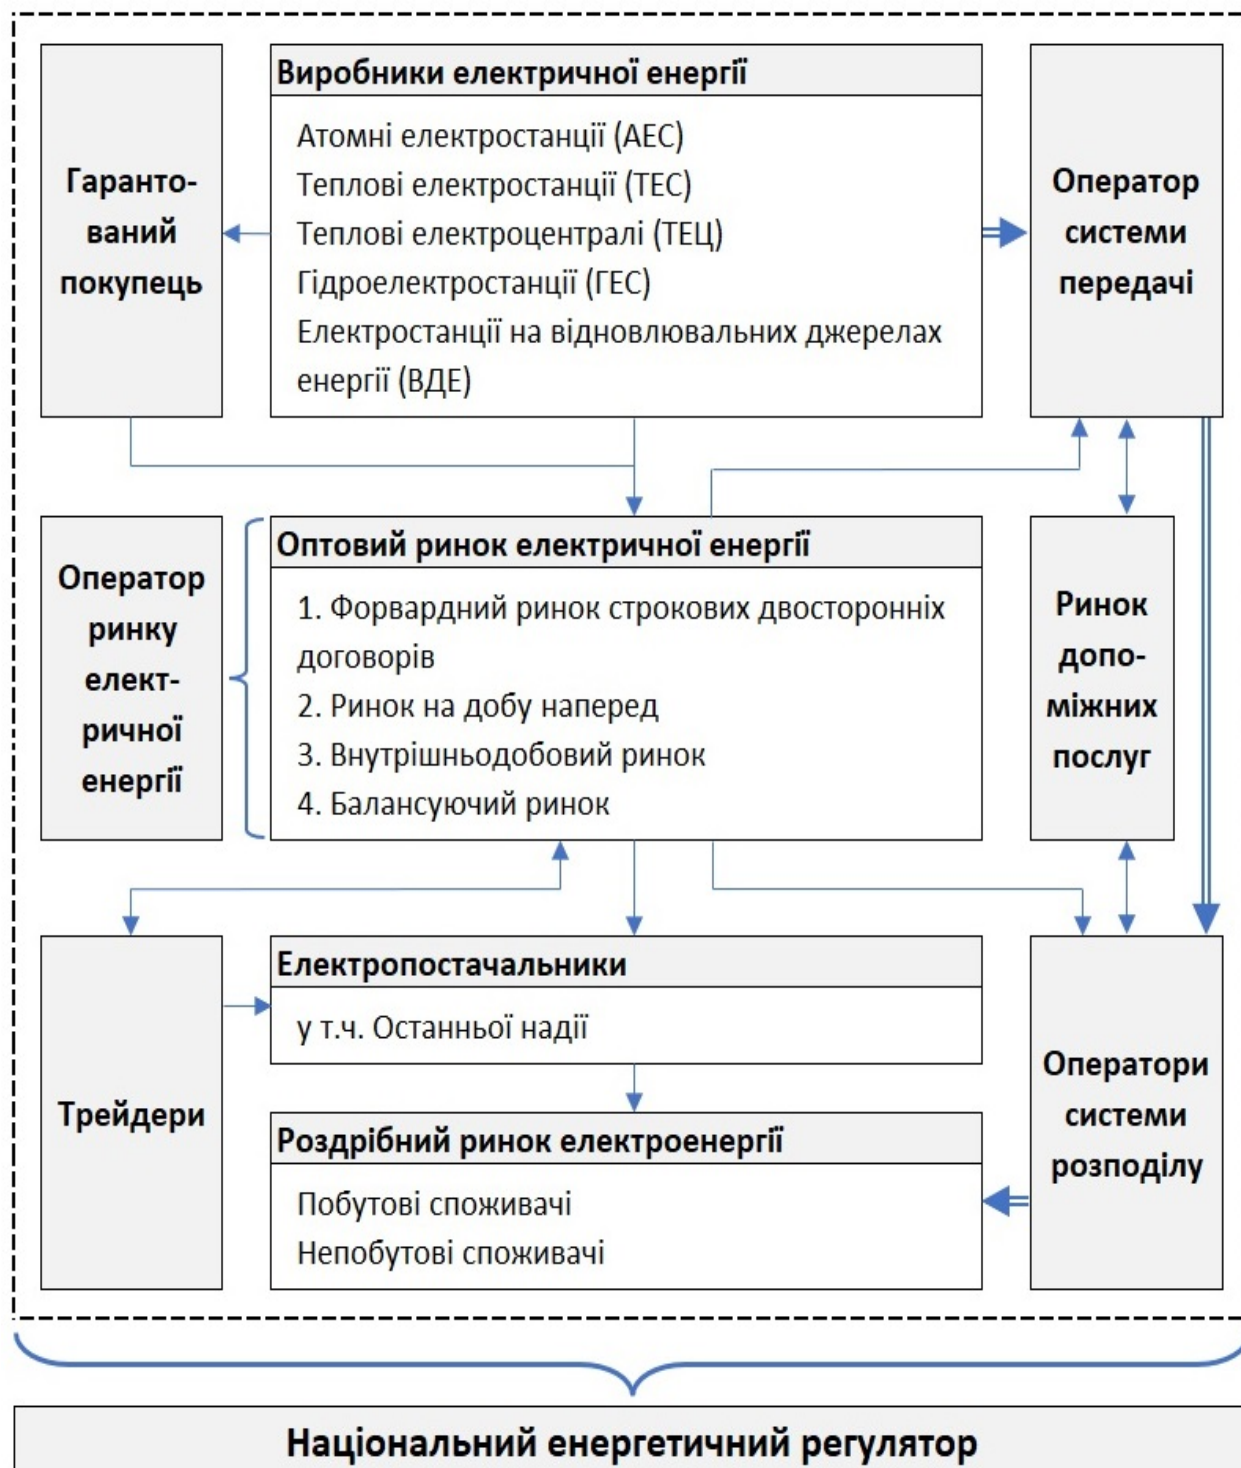 Гаранто-
ваний
покупець
Виробники електричної енергії
Атомні електростанції (АЕС)
Теплові електростанції (ТЕС)
Теплові електроцентралі (ТЕЦ)
Гідроелектростанції (ГЕС)
Електростанції на відновлювальних джерелах
енергії (ВДЕ)
Оператор
системи
передачі
Оператор
ринку
елект-
ричної
енергії
Оптовий ринок електричної енергії
1. Форвардний ринок строкових двосторонніх
договорів
2. Ринок на добу наперед
3. Внутрішньодобовий ринок
4. Балансуючий ринок
Ринок
допо-
міжних
послуг
Трейдери
Електропостачальники
у т.ч. Останньої надії
Роздрібний ринок електроенергії
Побутові споживачі
Непобутові споживачі
Оператори
системи
розподілу
Національний енергетичний регулятор